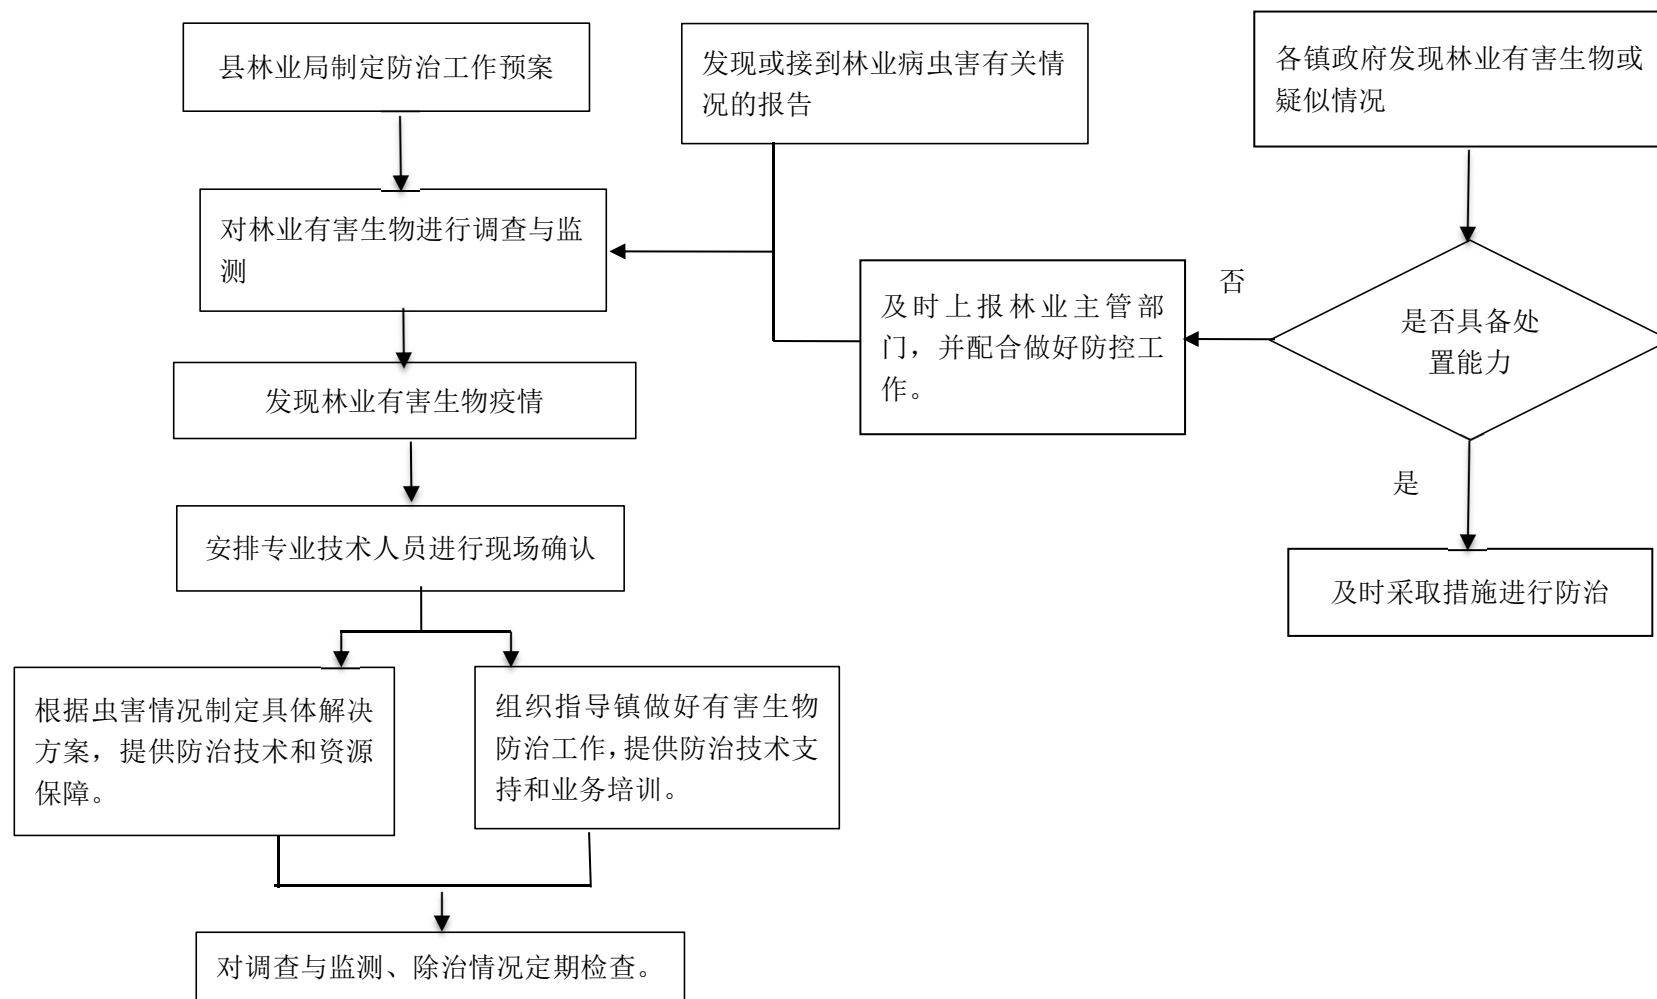 县林业局制定防治工作预案
发现或接到林业病虫害有关情
况的报告
各镇政府发现林业有害生物或
疑似情况
对林业有害生物进行调查与监
测
及时上报林业主管部
门，并配合做好防控工
作。
否
是否具备处
置能力
发现林业有害生物疫情
是
安排专业技术人员进行现场确认
及时采取措施进行防治
根据虫害情况制定具体解决
方案，提供防治技术和资源
保障。
组织指导镇做好有害生物
防治工作，提供防治技术支
持和业务培训。
对调查与监测、除治情况定期检查。